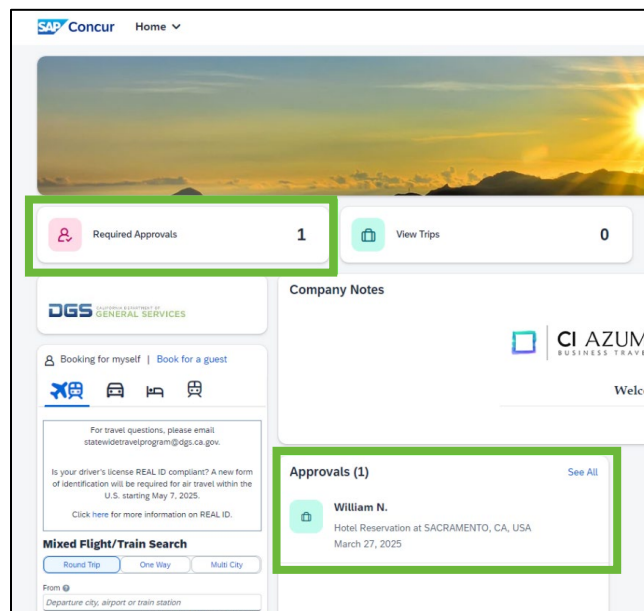 SAP Concur Home
Required Approvals 1
View Trips 0
DGS CALIFORNIA DEPARTMENT OF
GENERAL SERVICES
Company Notes
CI AZUM
BUSINESS TRAVE
Welc
Booking for myself | Book for a guest
For travel questions, please email
statewidetravelprogram@dgs.ca.gov.
Is your driver's license REAL ID compliant? A new form
of identification will be required for air travel within the
U.S. starting May 7, 2025.
Click here for more information on REAL ID.
Mixed Flight/Train Search
Round Trip One Way Multi City
From
Departure city, airport or train station
Approvals (1) See All
William N.
Hotel Reservation at SACRAMENTO, CA, USA
March 27, 2025